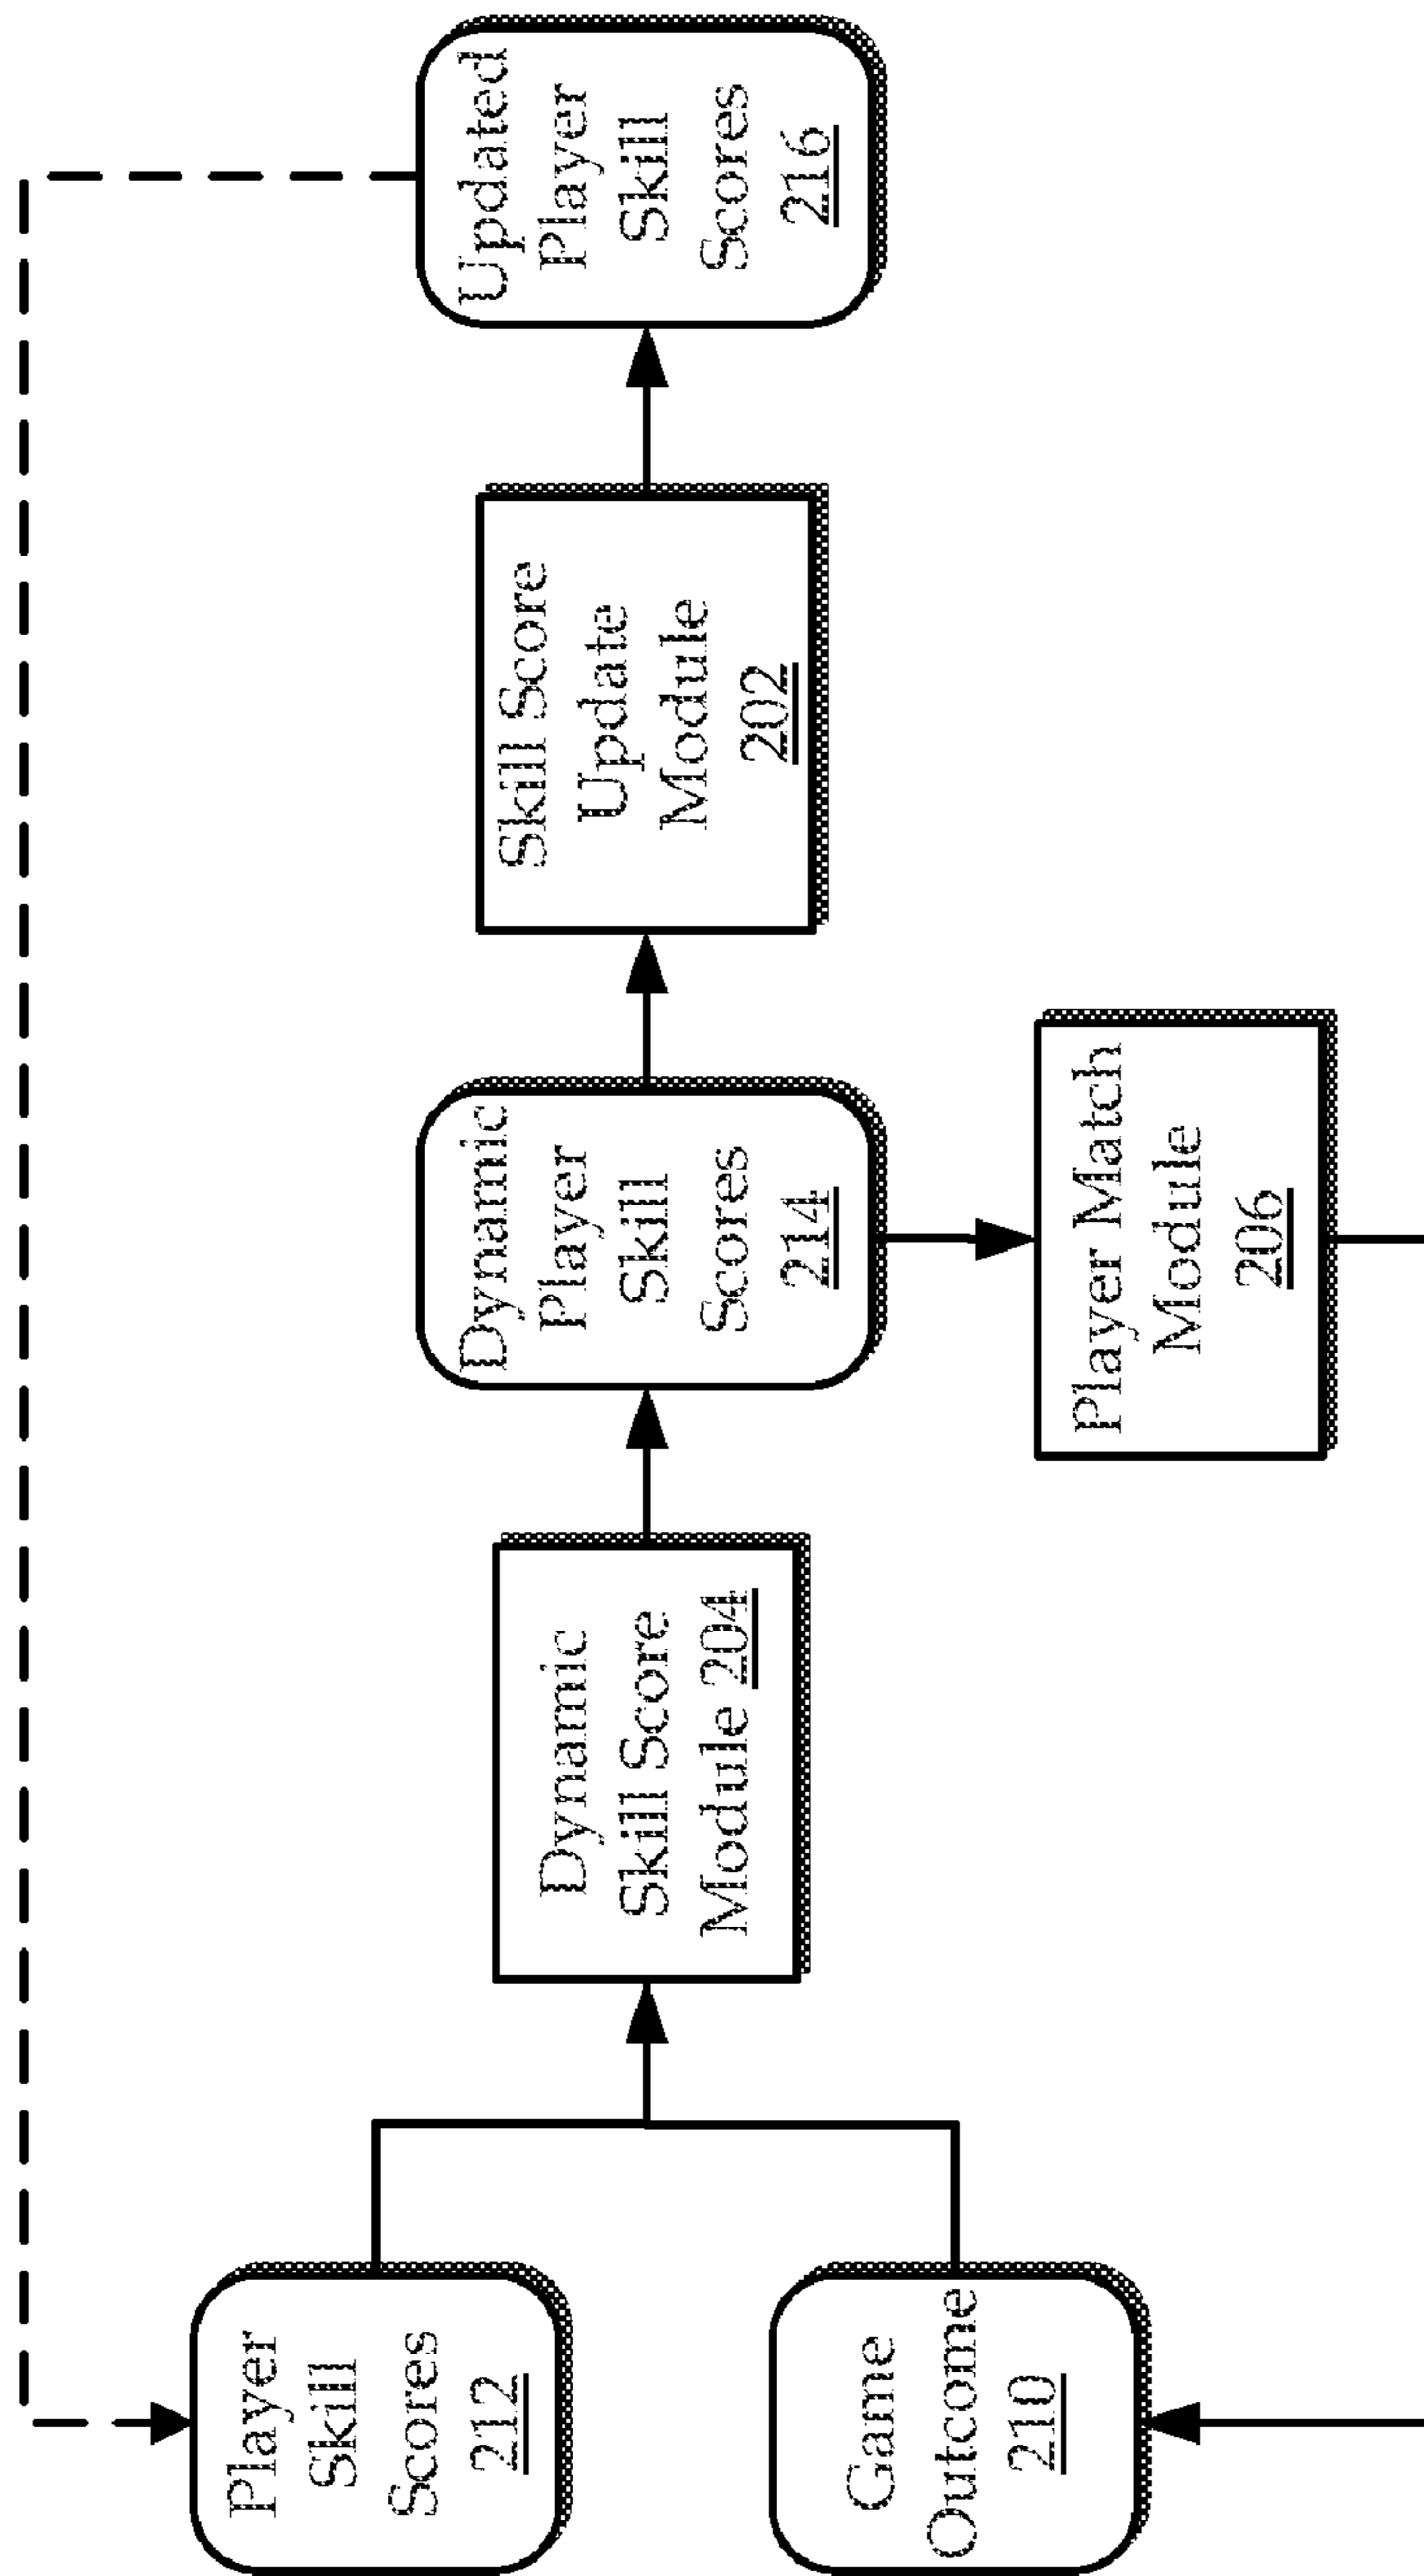 Player
Skill
Scores
212
Game
Outcome
210
Dynamic
Skill Score
Module 204
Dynamic
Player
Skill
Scores
214
Player Match
Module
206
Skill Score
Update
Module
202
Updated
Player
Skill
Scores
216